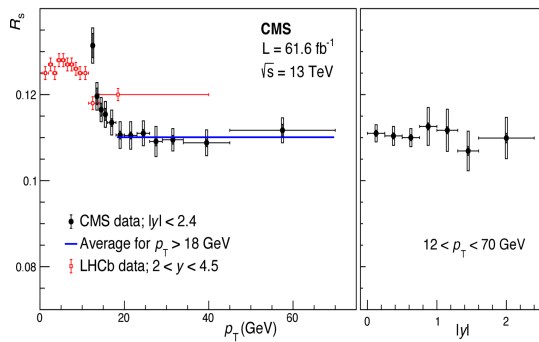 R_s
CMS
L = 61.6 fb⁻¹
√s = 13 TeV
0.12
0.1
0.08
CMS data; |y| < 2.4
Average for p_T > 18 GeV
LHCb data; 2 < y < 4.5
12 < p_T < 70 GeV
0 20 40 60
0 1 2
p_T (GeV)
|y|